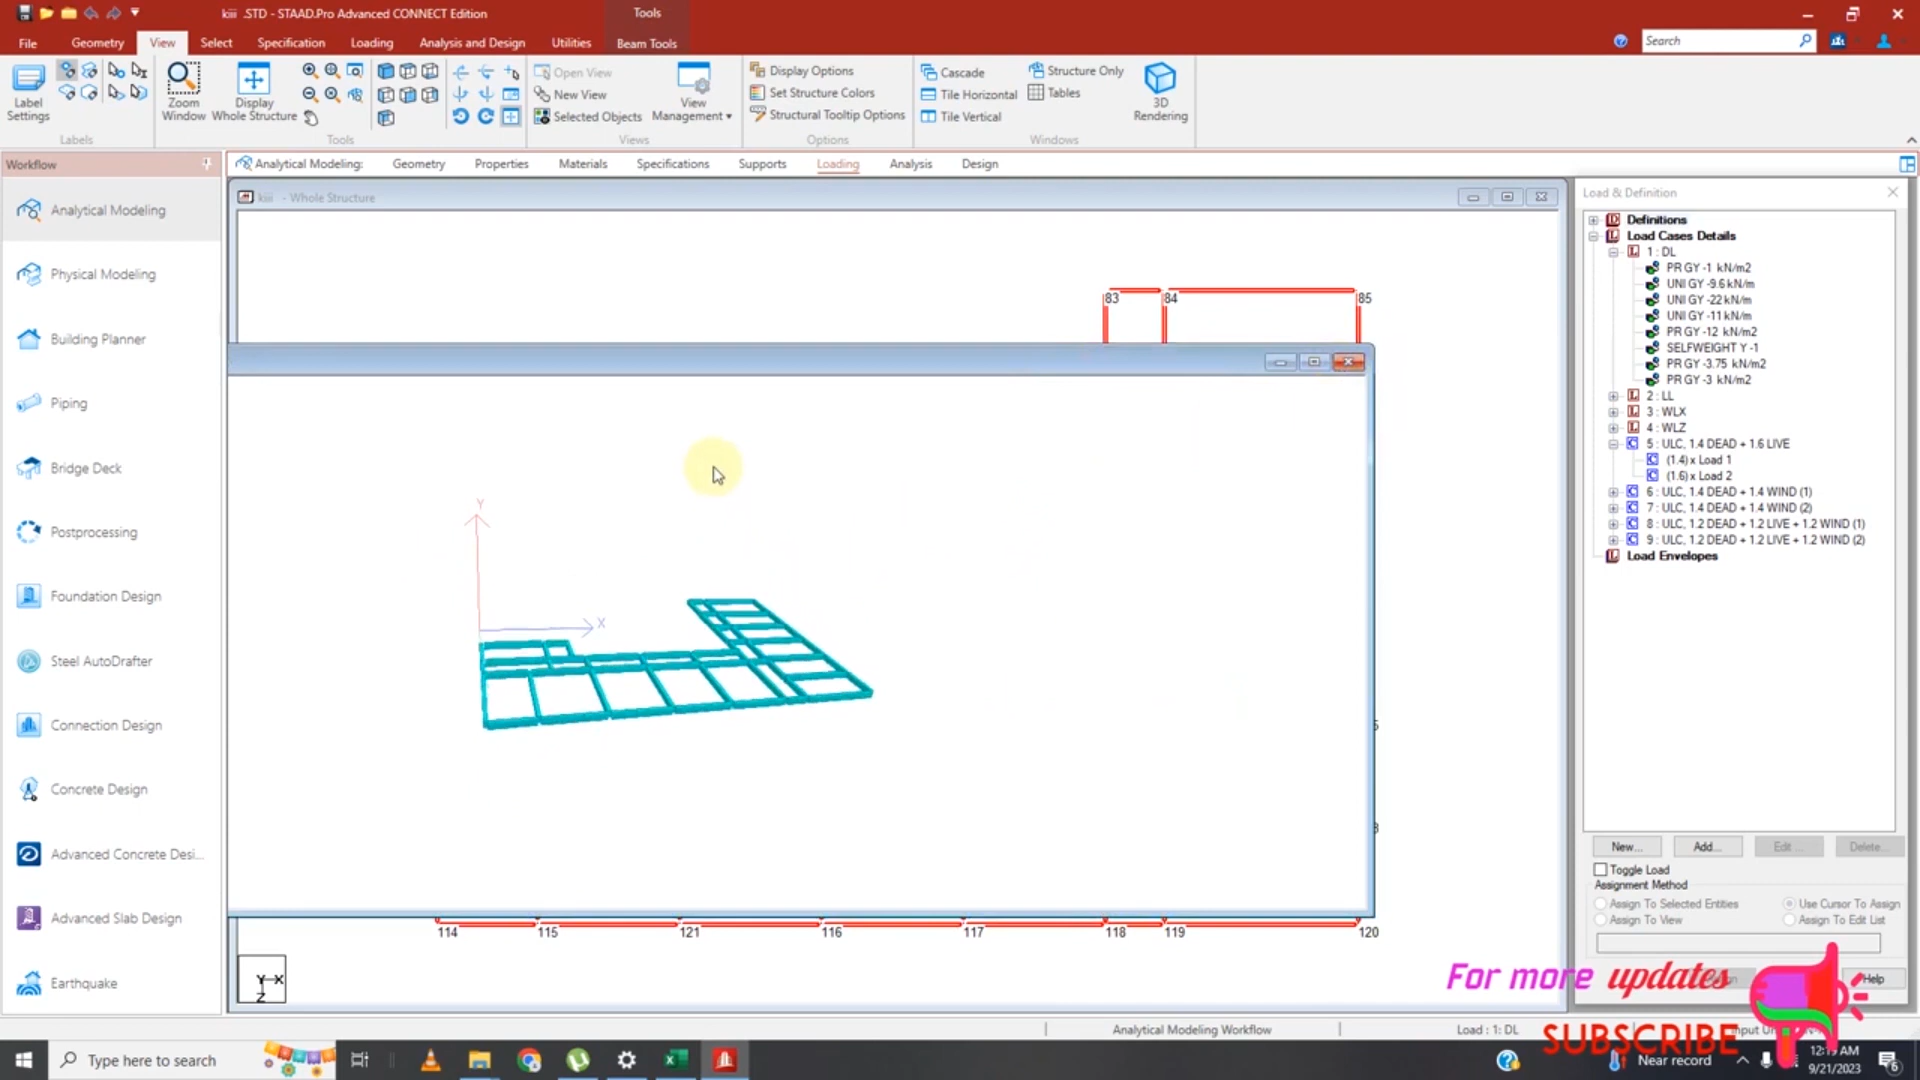 kiii .STD - STAAD.Pro Advanced CONNECT Edition
Tools
File
Geometry
View
Select
Specification
Loading
Analysis and Design
Utilities
Beam Tools
Search
Label Settings
Zoom Window
Display Whole Structure
Open View
New View
Selected Objects
View Management
Display Options
Set Structure Colors
Structural Tooltip Options
Cascade
Tile Horizontal
Tile Vertical
Structure Only
Tables
3D Rendering
Labels
Tools
Views
Options
Windows
Workflow
Analytical Modeling:
Geometry
Properties
Materials
Specifications
Supports
Loading
Analysis
Design
Analytical Modeling
Physical Modeling
Building Planner
Piping
Bridge Deck
Postprocessing
Foundation Design
Steel AutoDrafter
Connection Design
Concrete Design
Advanced Concrete Desi...
Advanced Slab Design
Earthquake
kiii - Whole Structure
83
84
85
Y
X
114
115
121
116
117
118
119
120
Y X
Z
Load & Definition
Definitions
Load Cases Details
1 : DL
PR GY -1 kN/m2
UNI GY -9.6 kN/m
UNI GY -22 kN/m
UNI GY -11 kN/m
PR GY -12 kN/m2
SELFWEIGHT Y -1
PR GY -3.75 kN/m2
PR GY -3 kN/m2
2 : LL
3 : WLX
4 : WLZ
5 : ULC, 1.4 DEAD + 1.6 LIVE
(1.4) x Load 1
(1.6) x Load 2
6 : ULC, 1.4 DEAD + 1.4 WIND (1)
7 : ULC, 1.4 DEAD + 1.4 WIND (2)
8 : ULC, 1.2 DEAD + 1.2 LIVE + 1.2 WIND (1)
9 : ULC, 1.2 DEAD + 1.2 LIVE + 1.2 WIND (2)
Load Envelopes
New...
Add...
Edit ...
Delete...
Toggle Load
Assignment Method
Assign To Selected Entities
Use Cursor To Assign
Assign To View
Assign To Edit List
Help
For more updates
SUBSCRIBE
Analytical Modeling Workflow
Load : 1: DL
Type here to search
Near record
12:19 AM
9/21/2023
6